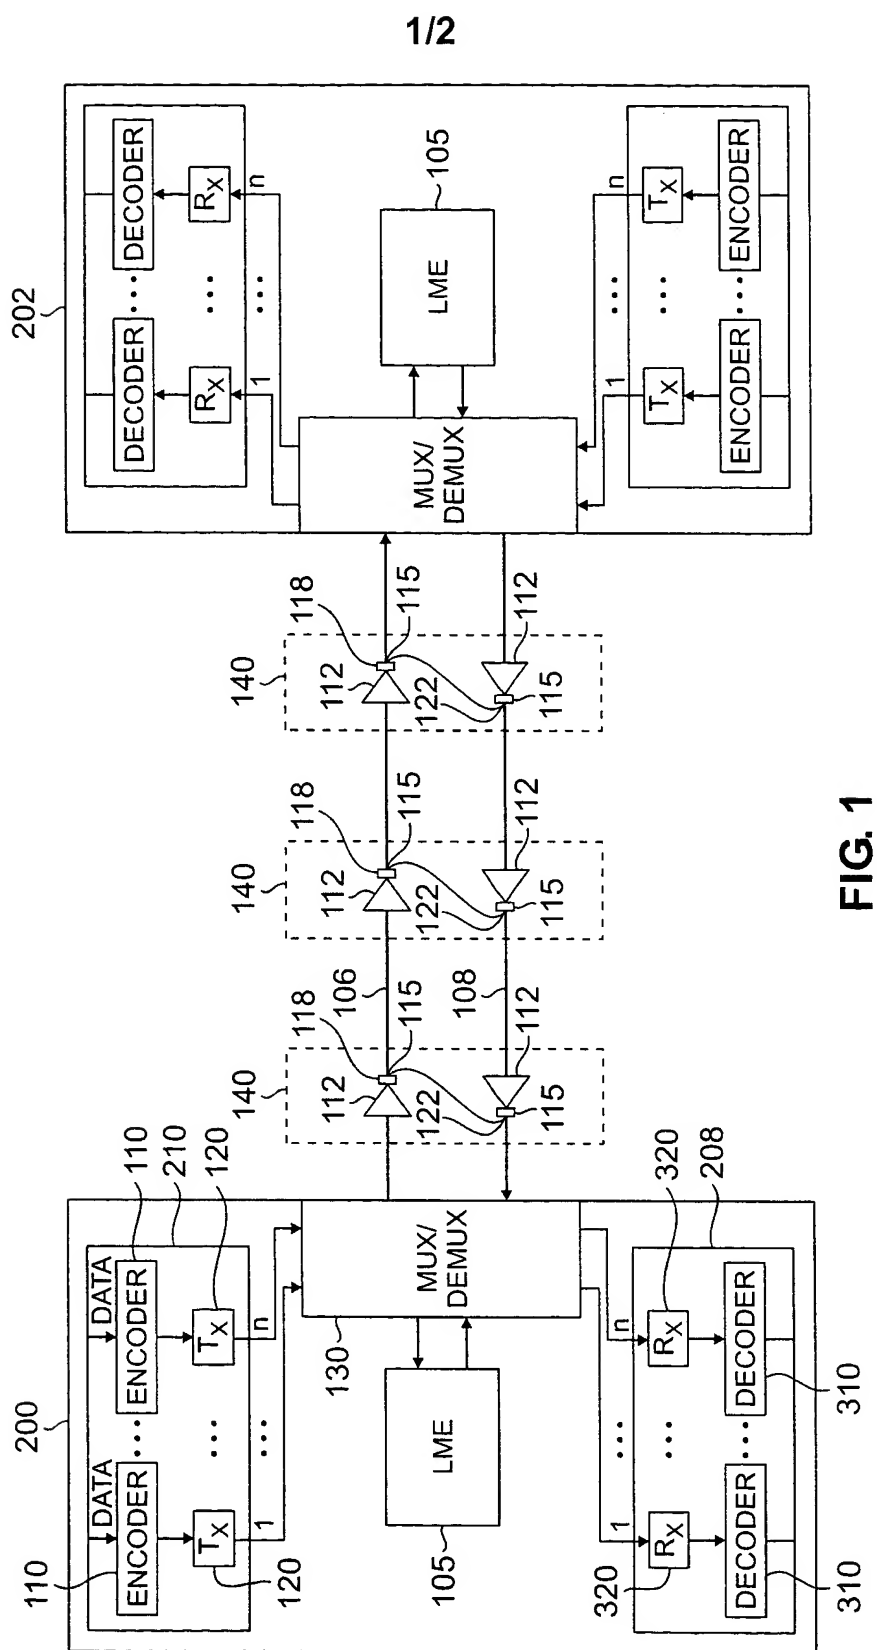 1/2
200
202
110
DATA
DATA
110
210
120
ENCODER
...
ENCODER
DECODER
...
DECODER
TX
...
TX
RX
...
RX
120
1
...
n
1
...
n
140
140
140
118
118
118
130
112
106
112
112
115
115
115
LME
MUX/
DEMUX
MUX/
DEMUX
LME
105
105
122
108
122
122
115
112
115
112
115
112
1
...
n
1
...
n
320
320
208
RX
...
RX
TX
...
TX
DECODER
...
DECODER
ENCODER
...
ENCODER
310
310
FIG. 1